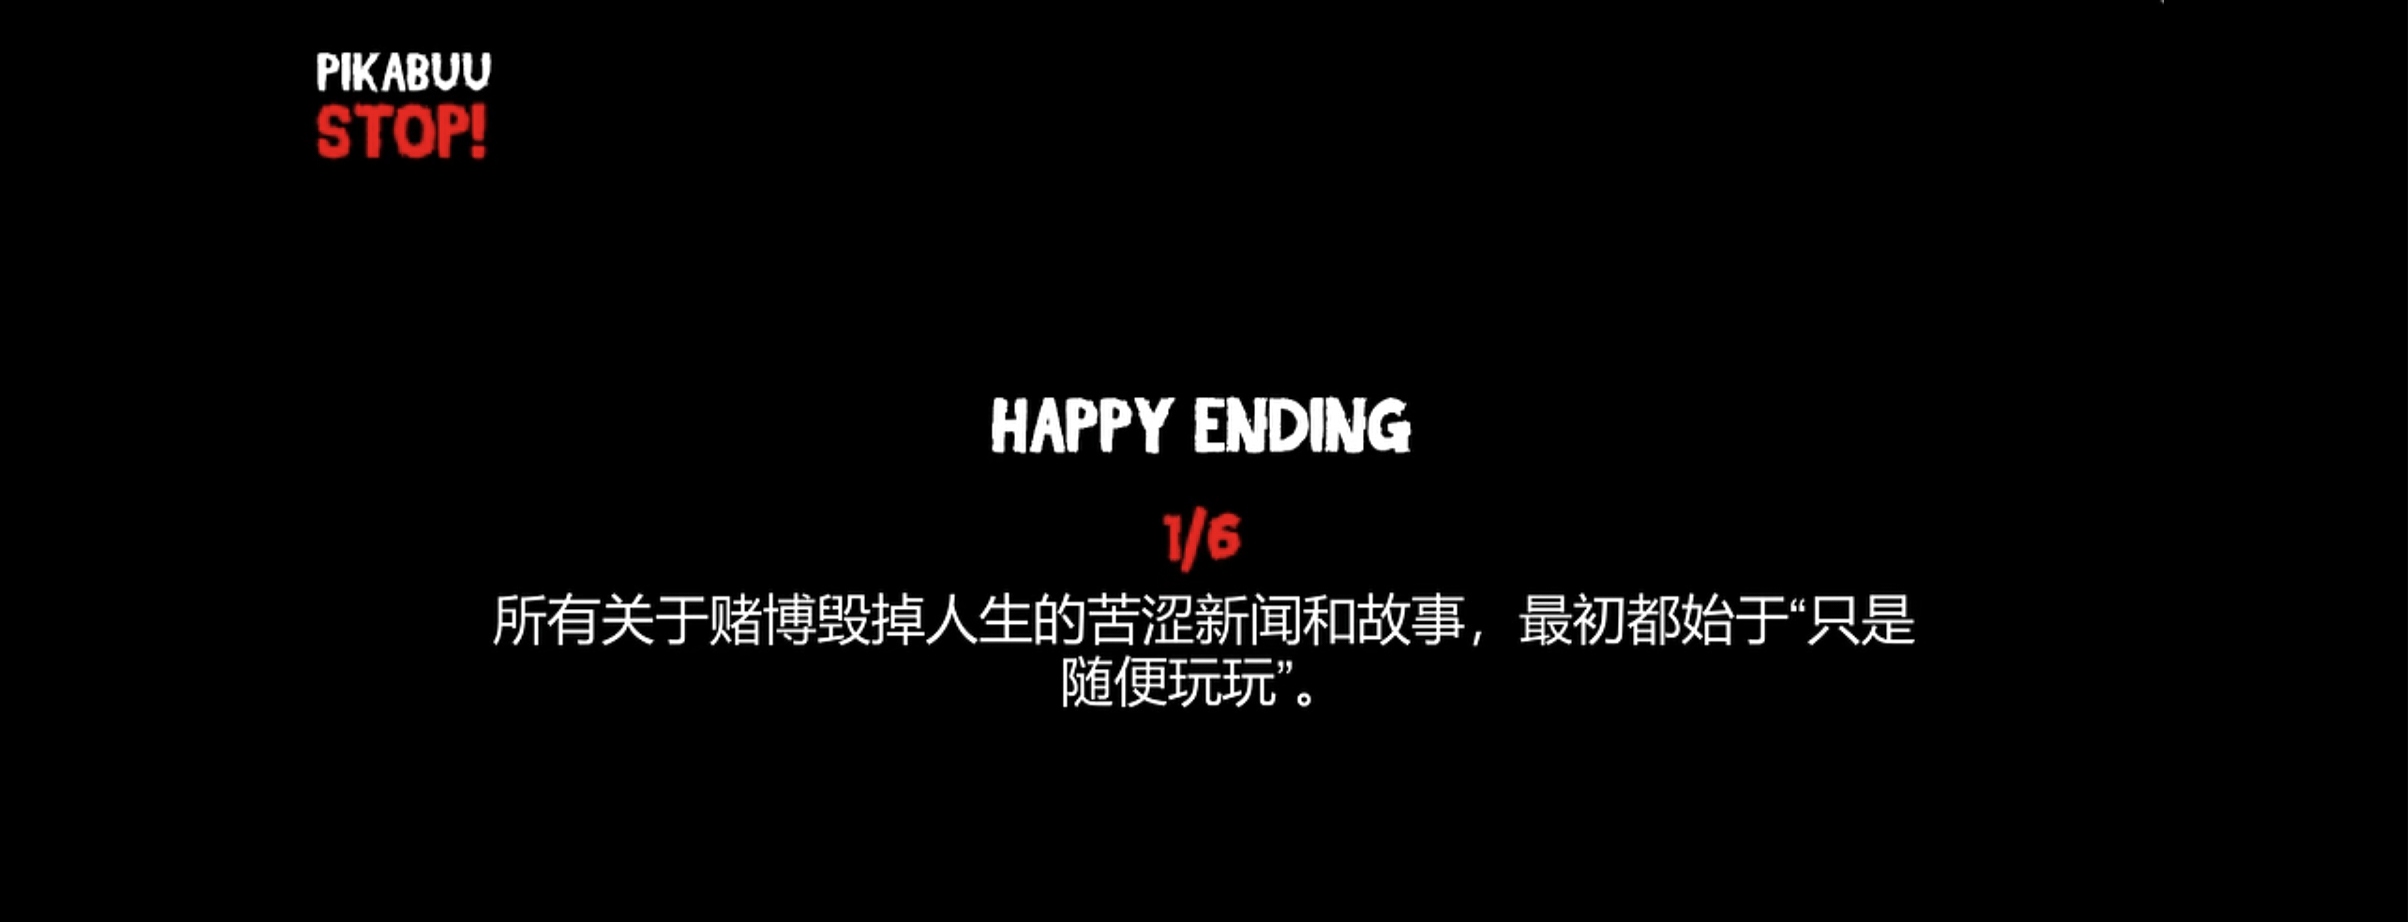 PIKABUU
STOP!
HAPPY ENDING
1/6
所有关于赌博毁掉人生的苦涩新闻和故事，最初都始于“只是
随便玩玩”。